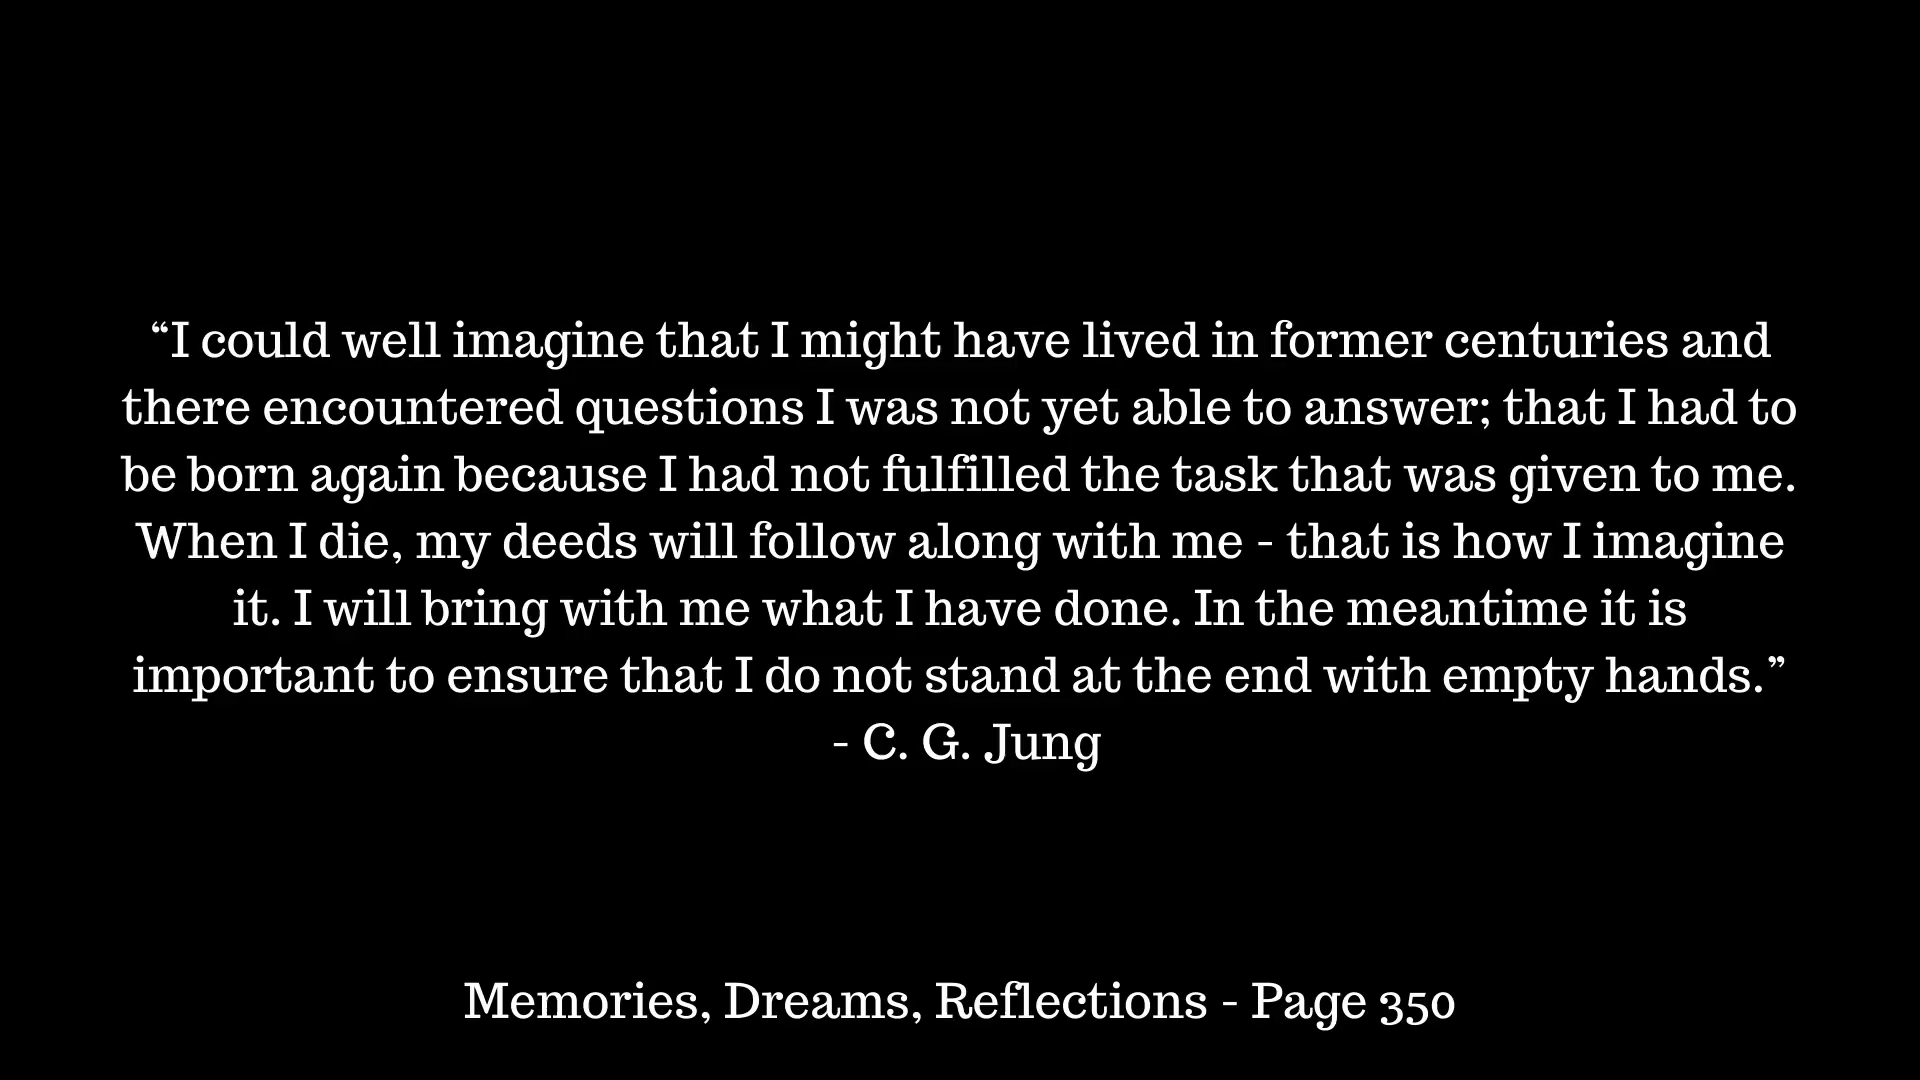 “I could well imagine that I might have lived in former centuries and
there encountered questions I was not yet able to answer; that I had to
be born again because I had not fulfilled the task that was given to me.
When I die, my deeds will follow along with me - that is how I imagine
it. I will bring with me what I have done. In the meantime it is
important to ensure that I do not stand at the end with empty hands.”
- C. G. Jung
Memories, Dreams, Reflections - Page 350